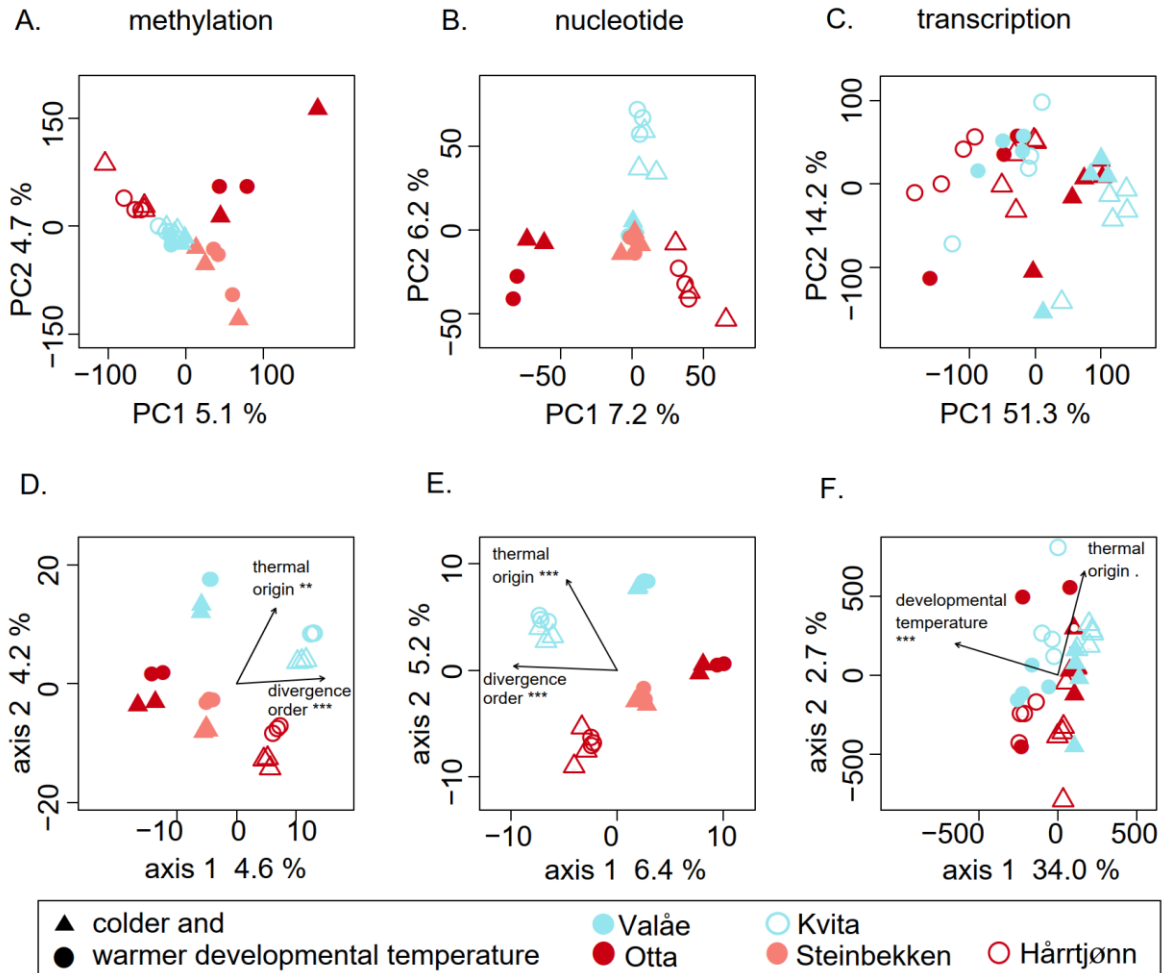 A. methylation
B. nucleotide
C. transcription
150
0
−150
PC2 4.7 %
−100 0 100
PC1 5.1 %
50
0
−50
PC2 6.2 %
−50 0 50
PC1 7.2 %
100
0
−100
PC2 14.2 %
−100 0 100
PC1 51.3 %
D.
E.
F.
20
0
−20
axis 2 4.2 %
thermal
origin **
divergence
order ***
−10 0 10
axis 1 4.6 %
10
0
−10
axis 2 5.2 %
thermal
origin ***
divergence
order ***
−10 0 10
axis 1 6.4 %
500
0
−500
axis 2 2.7 %
thermal
origin .
developmental
temperature
***
−500 0 500
axis 1 34.0 %
colder and
warmer developmental temperature
Valåe
Otta
Kvita
Steinbekken
Hårrtjønn